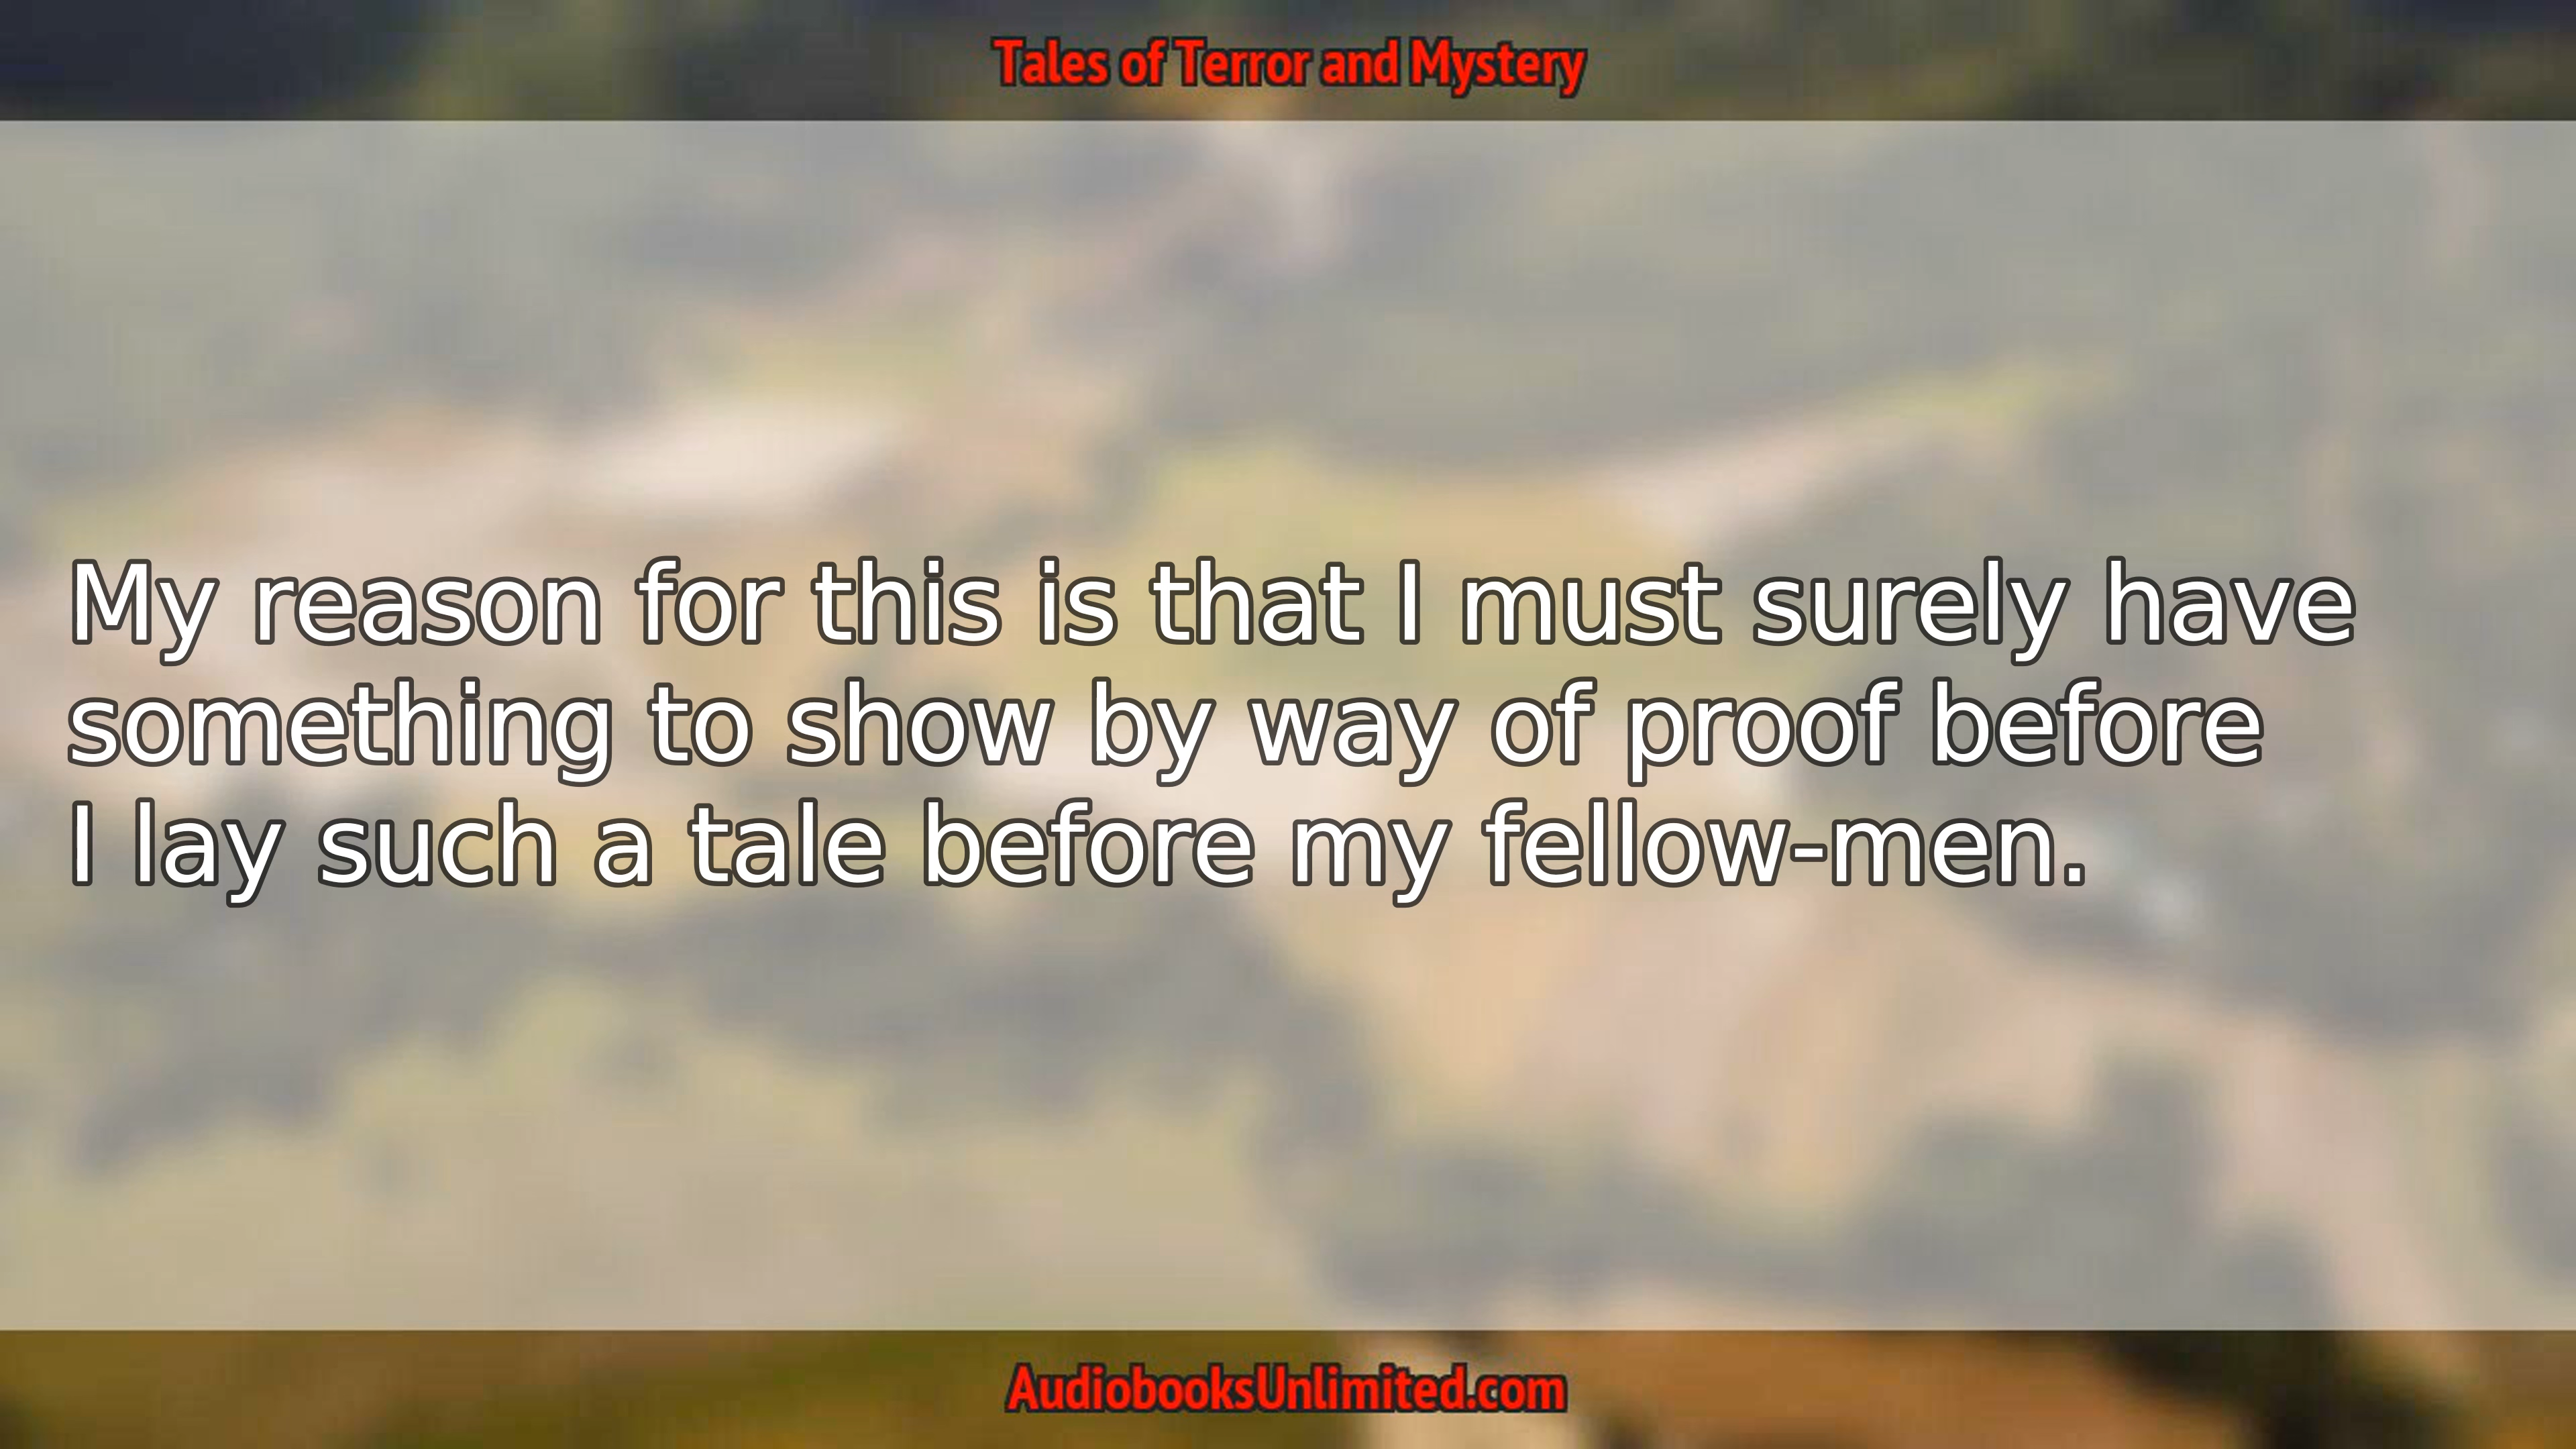 Tales of Terror and Mystery
My reason for this is that I must surely have
something to show by way of proof before
I lay such a tale before my fellow-men.
AudiobooksUnlimited.com